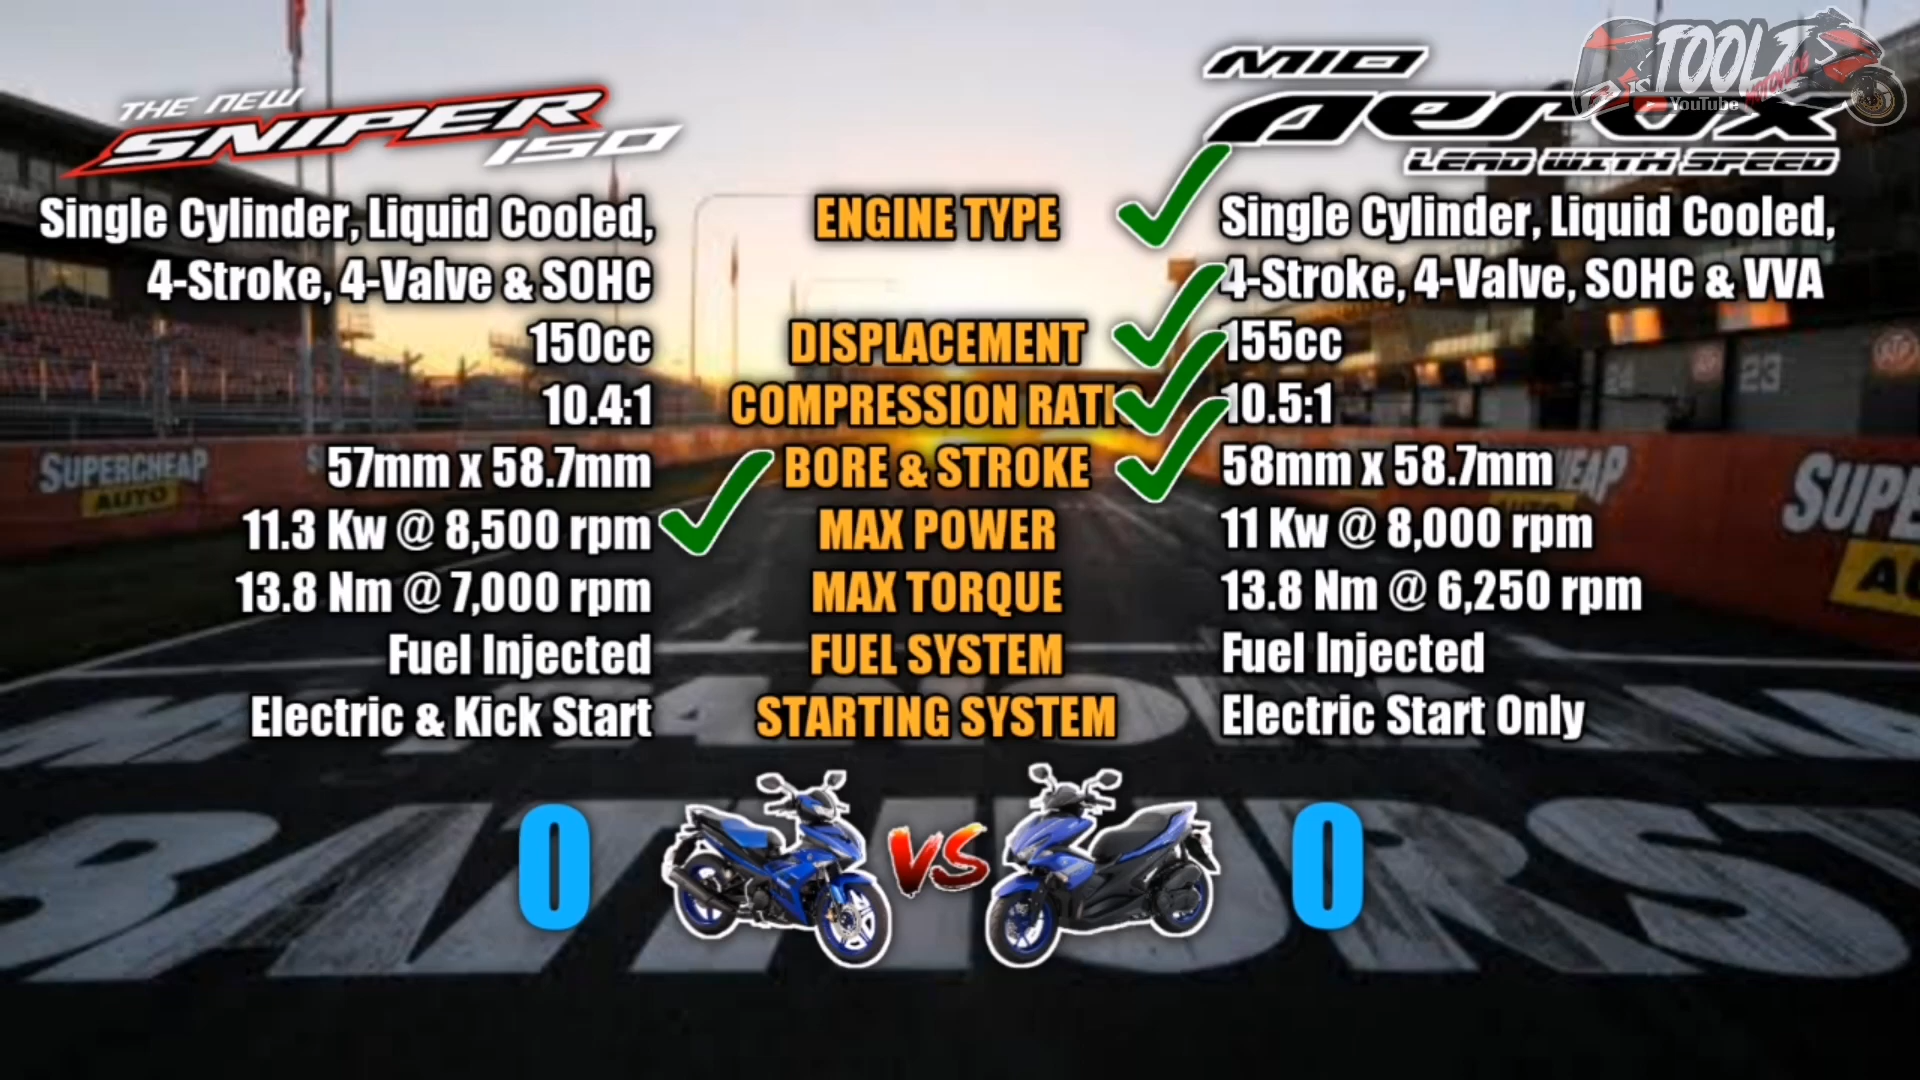 THE NEW
SNIPER
150
MIO
aerox
LEAD WITH SPEED
TOOLZ
MOTOVLOG
YouTube
Single Cylinder, Liquid Cooled,
4-Stroke, 4-Valve & SOHC
ENGINE TYPE
Single Cylinder, Liquid Cooled,
4-Stroke, 4-Valve, SOHC & VVA
150cc
DISPLACEMENT
155cc
10.4:1
COMPRESSION RATIO
10.5:1
57mm x 58.7mm
BORE & STROKE
58mm x 58.7mm
11.3 Kw @ 8,500 rpm
MAX POWER
11 Kw @ 8,000 rpm
13.8 Nm @ 7,000 rpm
MAX TORQUE
13.8 Nm @ 6,250 rpm
Fuel Injected
FUEL SYSTEM
Fuel Injected
Electric & Kick Start
STARTING SYSTEM
Electric Start Only
0
VS
0
SUPERCHEAP
AUTO
23